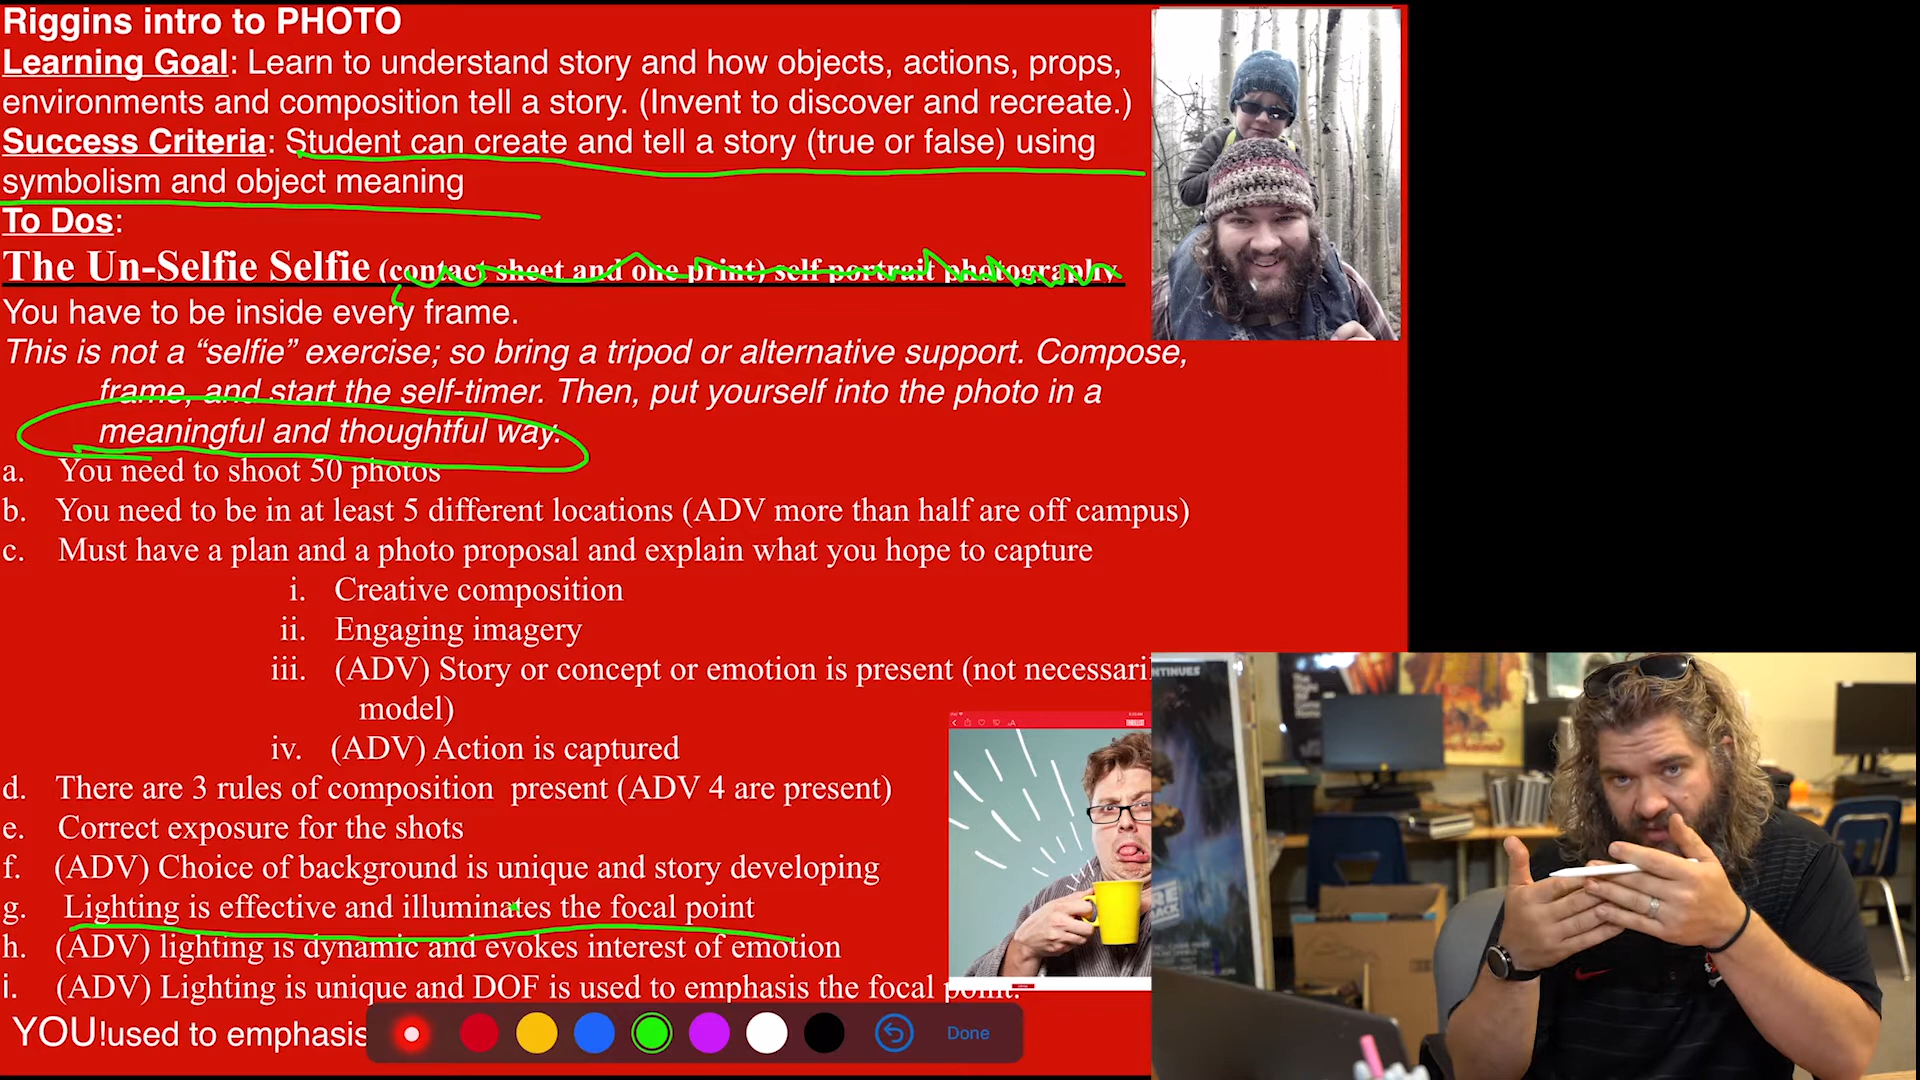 Riggins intro to PHOTO
Learning Goal: Learn to understand story and how objects, actions, props,
environments and composition tell a story. (Invent to discover and recreate.)
Success Criteria: Student can create and tell a story (true or false) using
symbolism and object meaning
To Dos:
The Un-Selfie Selfie (contact sheet and one print) self portrait photography
You have to be inside every frame.
This is not a “selfie” exercise; so bring a tripod or alternative support. Compose,
frame, and start the self-timer. Then, put yourself into the photo in a
meaningful and thoughtful way.
a. You need to shoot 50 photos
b. You need to be in at least 5 different locations (ADV more than half are off campus)
c. Must have a plan and a photo proposal and explain what you hope to capture
i. Creative composition
ii. Engaging imagery
iii. (ADV) Story or concept or emotion is present (not necessari
model)
iv. (ADV) Action is captured
d. There are 3 rules of composition present (ADV 4 are present)
e. Correct exposure for the shots
f. (ADV) Choice of background is unique and story developing
g. Lighting is effective and illuminates the focal point
h. (ADV) lighting is dynamic and evokes interest of emotion
i. (ADV) Lighting is unique and DOF is used to emphasis the focal point.
YOU!used to emphasis
Done